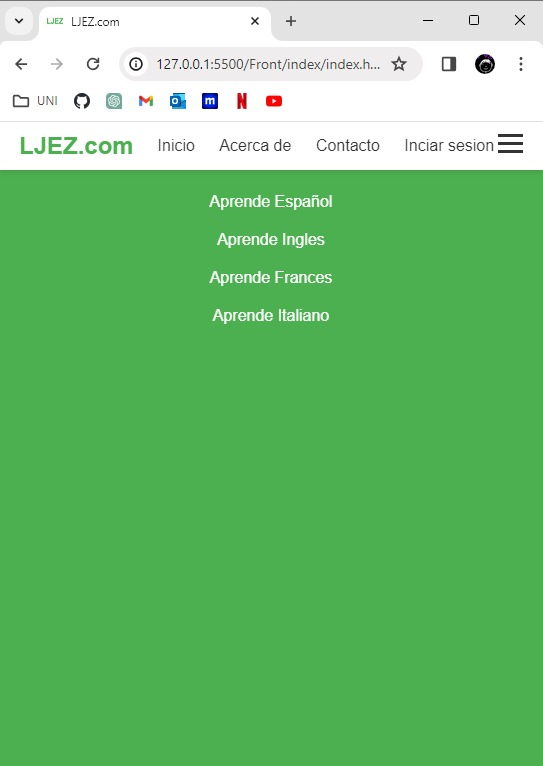 LJEZ LJEZ.com
127.0.0.1:5500/Front/index/index.h...
UNI
LJEZ.com Inicio Acerca de Contacto Inciar sesion
Aprende Español
Aprende Ingles
Aprende Frances
Aprende Italiano